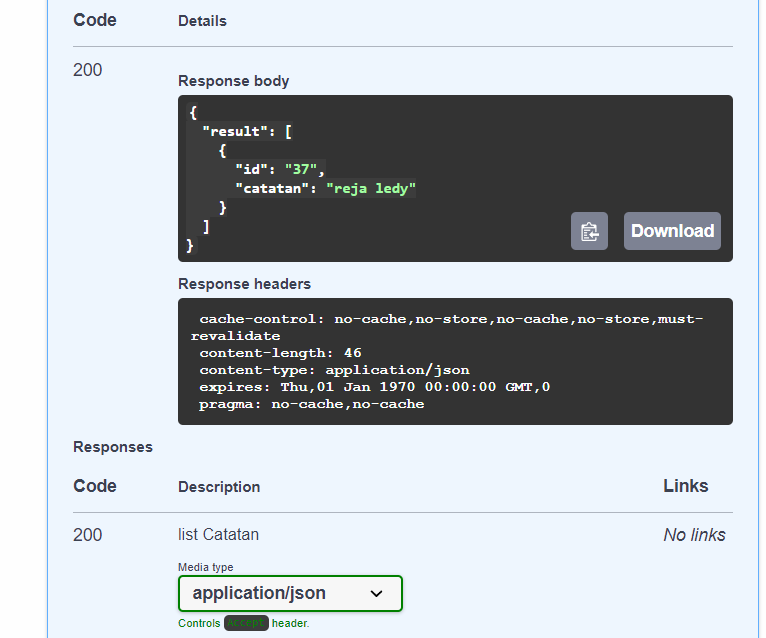 Code Details
200
Response body
{
  "result": [
    {
      "id": "37",
      "catatan": "reja ledy"
    }
  ]
}
Download
Response headers
cache-control: no-cache,no-store,no-cache,no-store,must-
revalidate
content-length: 46
content-type: application/json
expires: Thu,01 Jan 1970 00:00:00 GMT,0
pragma: no-cache,no-cache
Responses
Code Description Links
200 list Catatan No links
Media type
application/json
Controls Accept header.